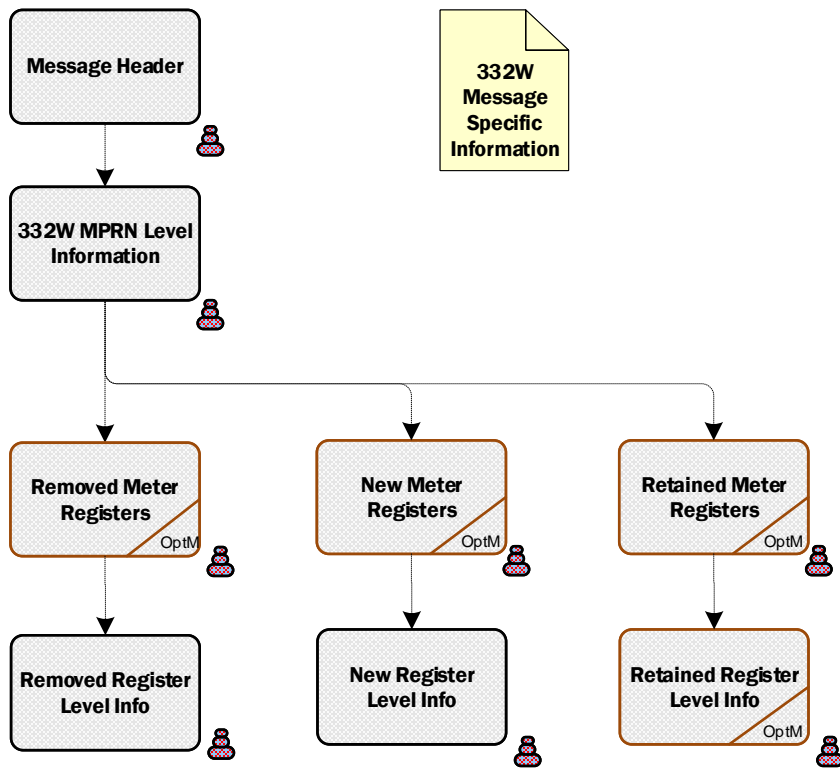 Message Header
332W
Message
Specific
Information
332W MPRN Level
Information
Removed Meter
Registers
OptM
New Meter
Registers
OptM
Retained Meter
Registers
OptM
Removed Register
Level Info
New Register
Level Info
Retained Register
Level Info
OptM